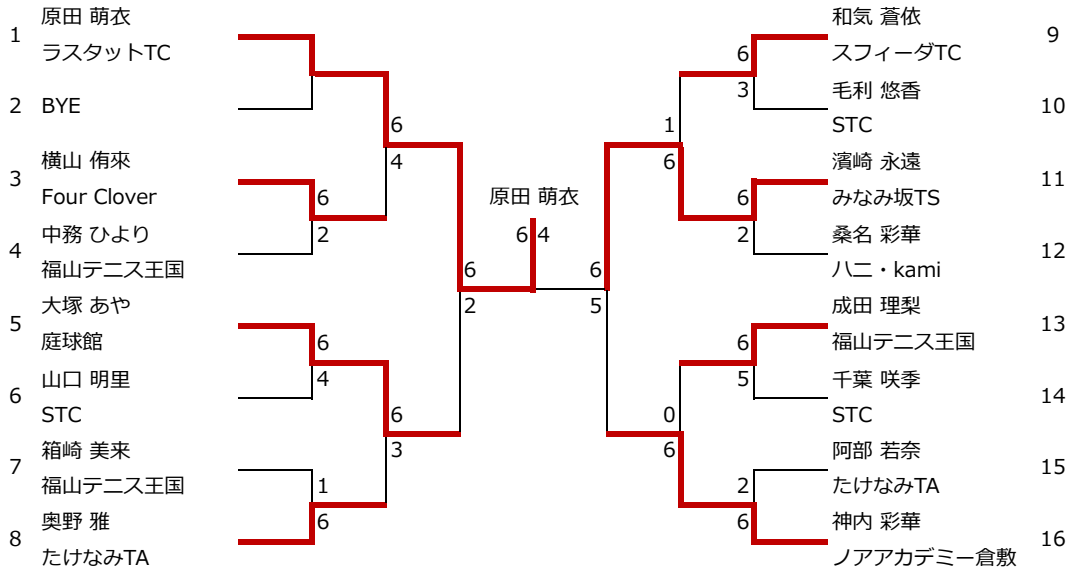 1
原田 萌衣
ラスタットTC
2
BYE
3
横山 侑來
Four Clover
4
中務 ひより
福山テニス王国
5
大塚 あや
庭球館
6
山口 明里
STC
7
箱崎 美来
福山テニス王国
8
奥野 雅
たけなみTA
6
2
6
4
1
6
6
4
6
3
6
2
原田 萌衣
6 4
6
5
1
6
0
6
6
3
6
2
6
5
2
6
和気 蒼依
スフィーダTC
9
毛利 悠香
STC
10
濱崎 永遠
みなみ坂TS
11
桑名 彩華
ハニ・kami
12
成田 理梨
福山テニス王国
13
千葉 咲季
STC
14
阿部 若奈
たけなみTA
15
神内 彩華
ノアアカデミー倉敷
16